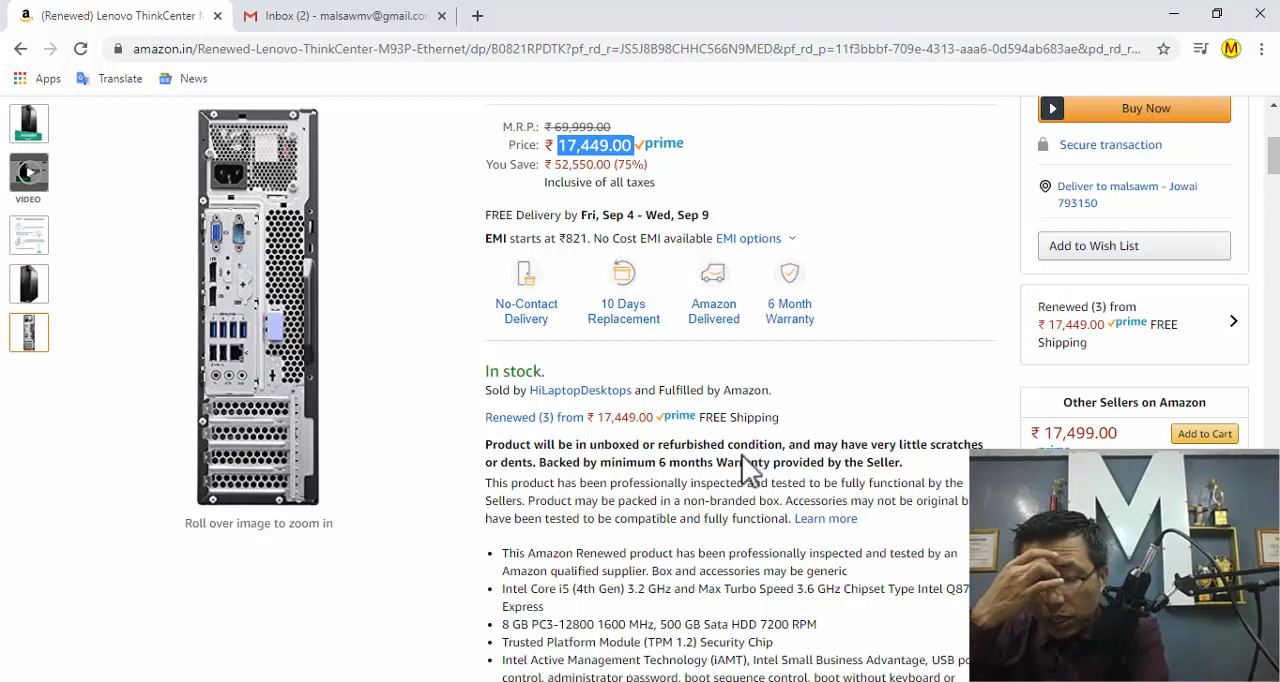 (Renewed) Lenovo ThinkCenter M
Inbox (2) - malsawmv@gmail.com
amazon.in/Renewed-Lenovo-ThinkCenter-M93P-Ethernet/dp/B0821RPDTK?pf_rd_r=JS5J8B98CHHC566N9MED&pf_rd_p=11f3bbbf-709e-4313-aaa6-0d594ab683ae&pd_rd_r...
M
Apps
Translate
News
VIDEO
Roll over image to zoom in
M.R.P.: ₹ 69,999.00
Price: ₹ 17,449.00 prime
You Save: ₹ 52,550.00 (75%)
Inclusive of all taxes
FREE Delivery by Fri, Sep 4 - Wed, Sep 9
EMI starts at ₹821. No Cost EMI available EMI options
No-Contact Delivery
10 Days Replacement
Amazon Delivered
6 Month Warranty
In stock.
Sold by HiLaptopDesktops and Fulfilled by Amazon.
Renewed (3) from ₹ 17,449.00 prime FREE Shipping
Product will be in unboxed or refurbished condition, and may have very little scratches
or dents. Backed by minimum 6 months Warranty provided by the Seller.
This product has been professionally inspected and tested to be fully functional by the
Sellers. Product may be packed in a non-branded box. Accessories may not be original b
have been tested to be compatible and fully functional. Learn more
• This Amazon Renewed product has been professionally inspected and tested by an
Amazon qualified supplier. Box and accessories may be generic
• Intel Core i5 (4th Gen) 3.2 GHz and Max Turbo Speed 3.6 GHz Chipset Type Intel Q87
Express
• 8 GB PC3-12800 1600 MHz, 500 GB Sata HDD 7200 RPM
• Trusted Platform Module (TPM 1.2) Security Chip
• Intel Active Management Technology (iAMT), Intel Small Business Advantage, USB po
control, administrator password, boot sequence control, boot without keyboard or
Buy Now
Secure transaction
Deliver to malsawm - Jowai
793150
Add to Wish List
Renewed (3) from
₹ 17,449.00 prime FREE
Shipping
Other Sellers on Amazon
₹ 17,499.00
Add to Cart
M